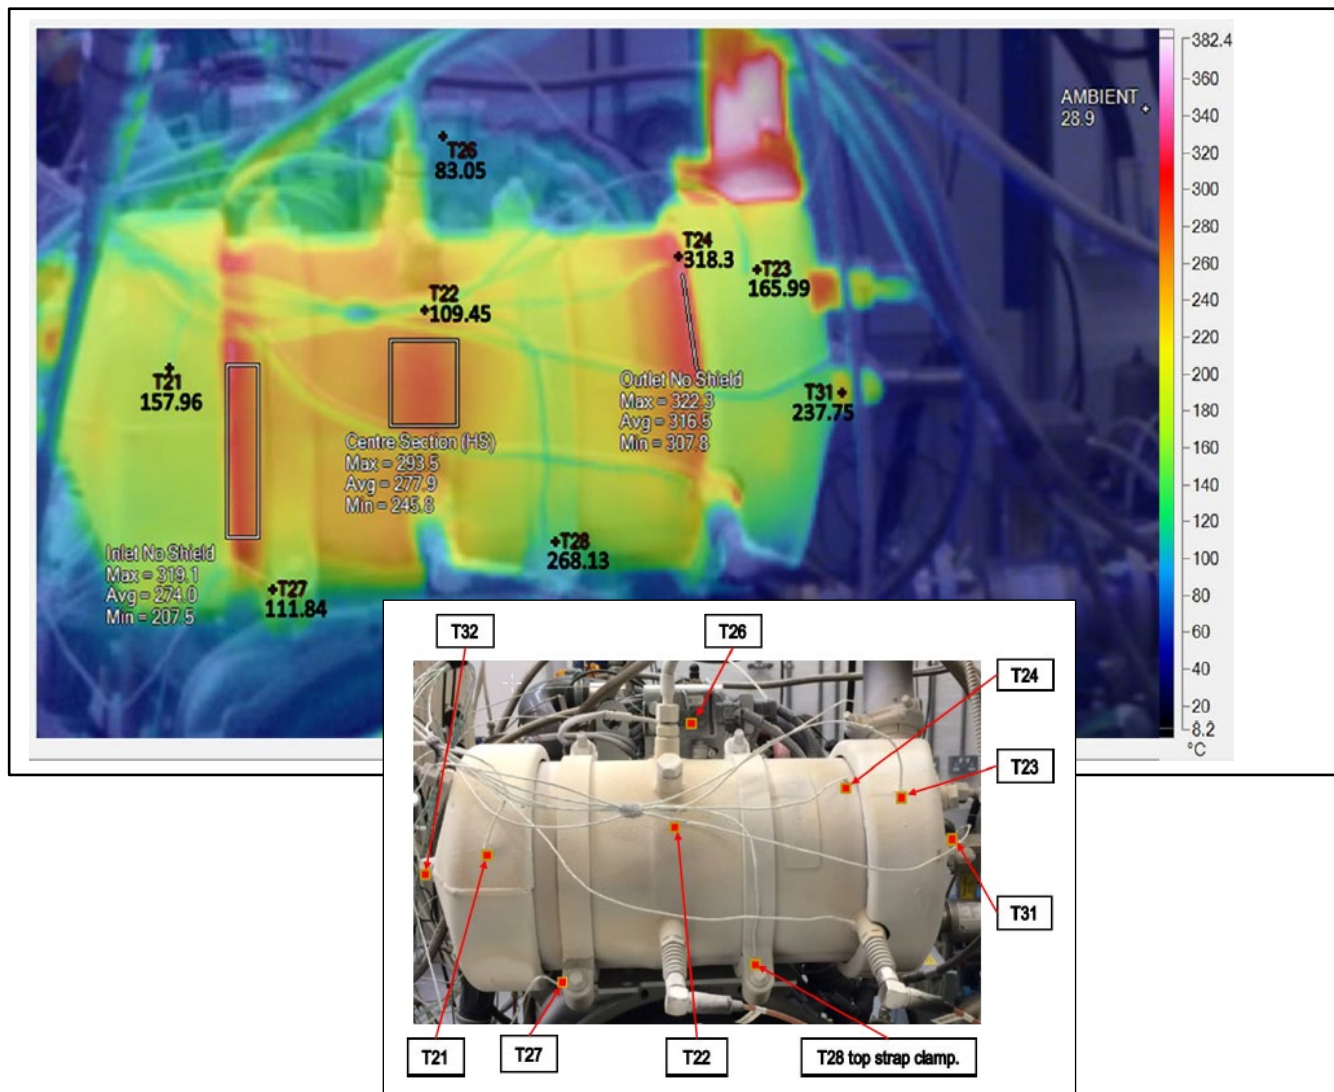 382.4
360
340
320
300
280
260
240
220
200
180
160
140
120
100
80
60
40
20
8.2
°C
AMBIENT
28.9
T26
83.05
T24
318.3
T23
165.99
T22
109.45
T21
157.96
Outlet No Shield
Max = 322.3
Avg = 316.5
Min = 307.8
T31
237.75
Centre Section (HS)
Max = 293.5
Avg = 277.9
Min = 245.8
T28
268.13
Inlet No Shield
Max = 319.1
Avg = 274.0
Min = 207.5
T27
111.84
T32
T26
T24
T23
T31
T21
T27
T22
T28 top strap clamp.